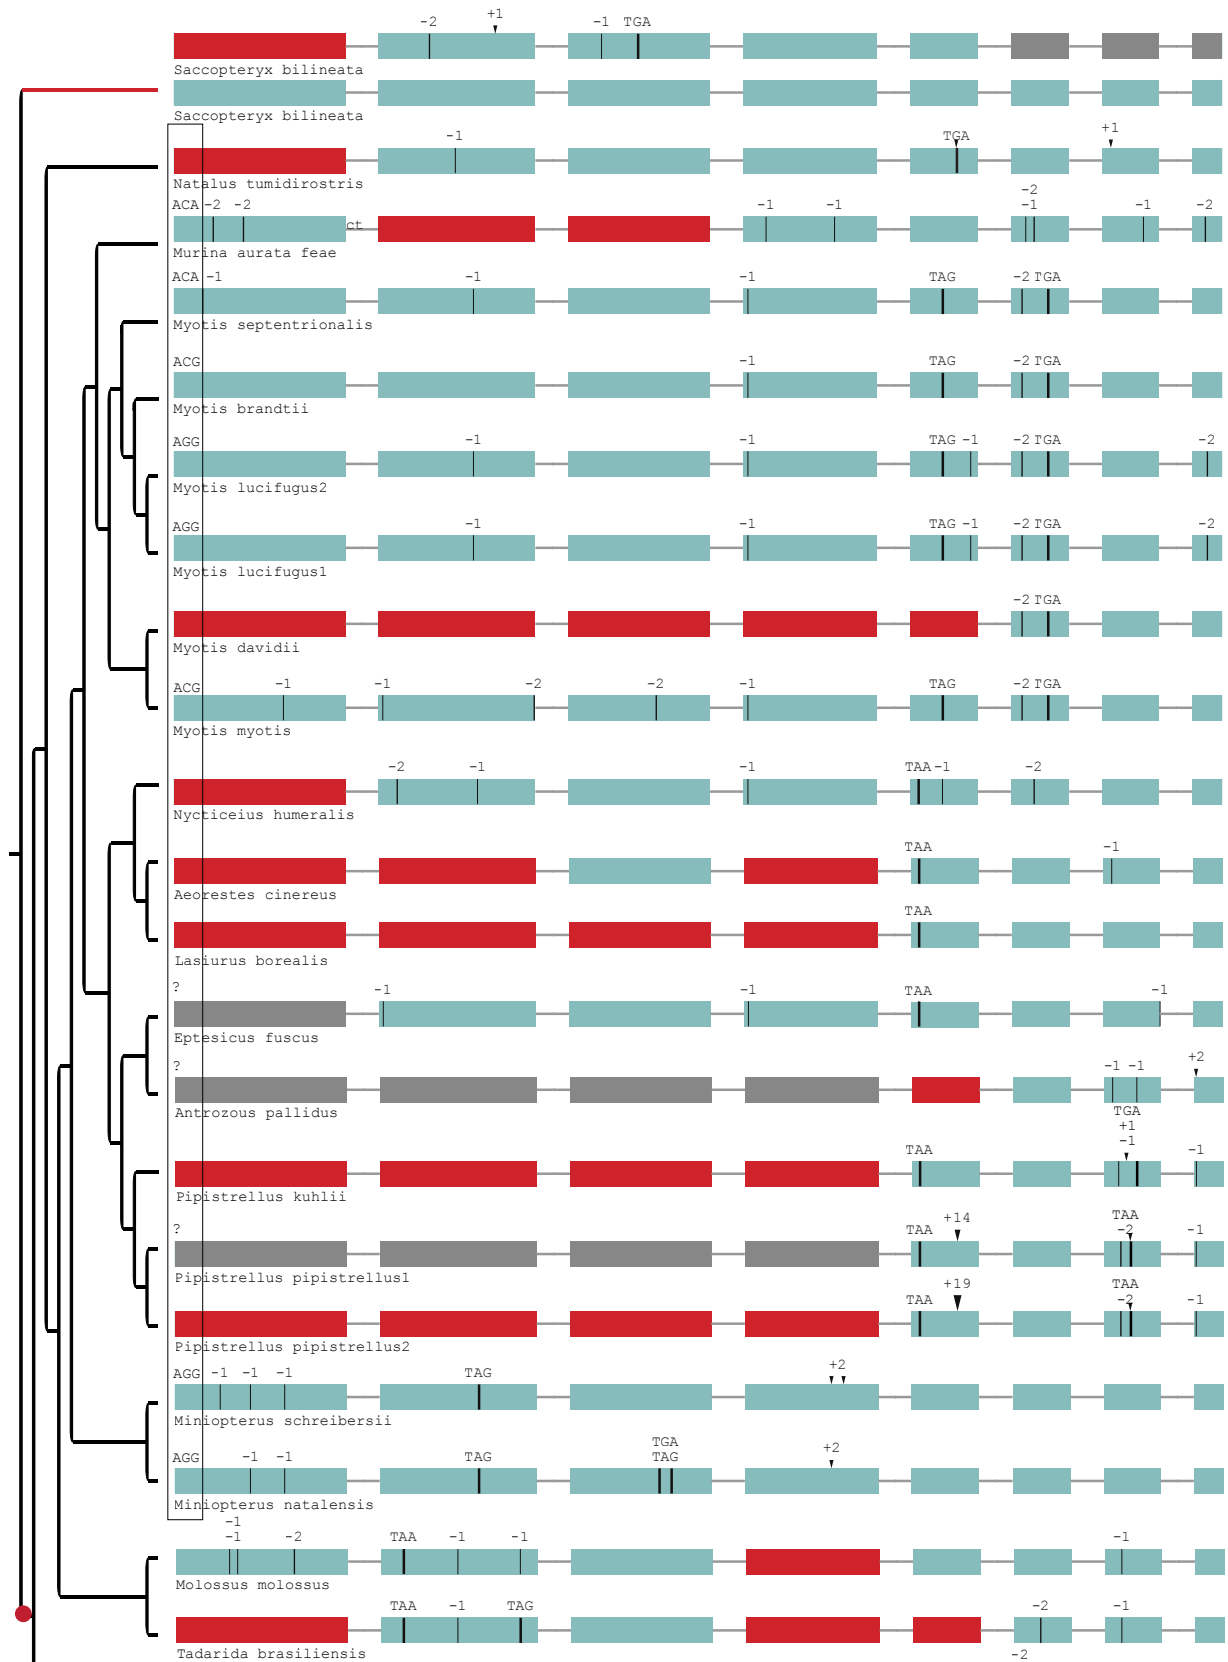 +1
-2 -1 TGA
Saccopteryx bilineata
Saccopteryx bilineata
-1 TGA +1
Natalus tumidirostris
-2
ACA -2 -2 ct -1 -1 -1 -1 -2
Murina aurata feae
ACA -1 -1 -1 TAG -2 TGA
Myotis septentrionalis
ACG -1 TAG -2 TGA
Myotis brandtii
AGG -1 -1 TAG -1 -2 TGA -2
Myotis lucifugus2
AGG -1 -1 TAG -1 -2 TGA -2
Myotis lucifugus1
-2 TGA
Myotis davidii
ACG -1 -1 -2 -2 -1 TAG -2 TGA
Myotis myotis
-2 -1 -1 TAA -1 -2
Nycticeius humeralis
TAA -1
Aeorestes cinereus
TAA
Lasiurus borealis
? -1 -1 TAA -1
Eptesicus fuscus
? -1 -1 +2
Antrozous pallidus
TGA
+1
TAA -1 -1
Pipistrellus kuhlii
TAA
? TAA +14 -2 -1
Pipistrellus pipistrellus1
TAA
TAA +19 -2 -1
Pipistrellus pipistrellus2
AGG -1 -1 -1 TAG +2
Miniopterus schreibersii
TGA
AGG -1 -1 TAG TAG +2
Miniopterus natalensis
-1
-1 -2 TAA -1 -1 -1
Molossus molossus
TAA -1 TAG -2 -1
Tadarida brasiliensis
-2